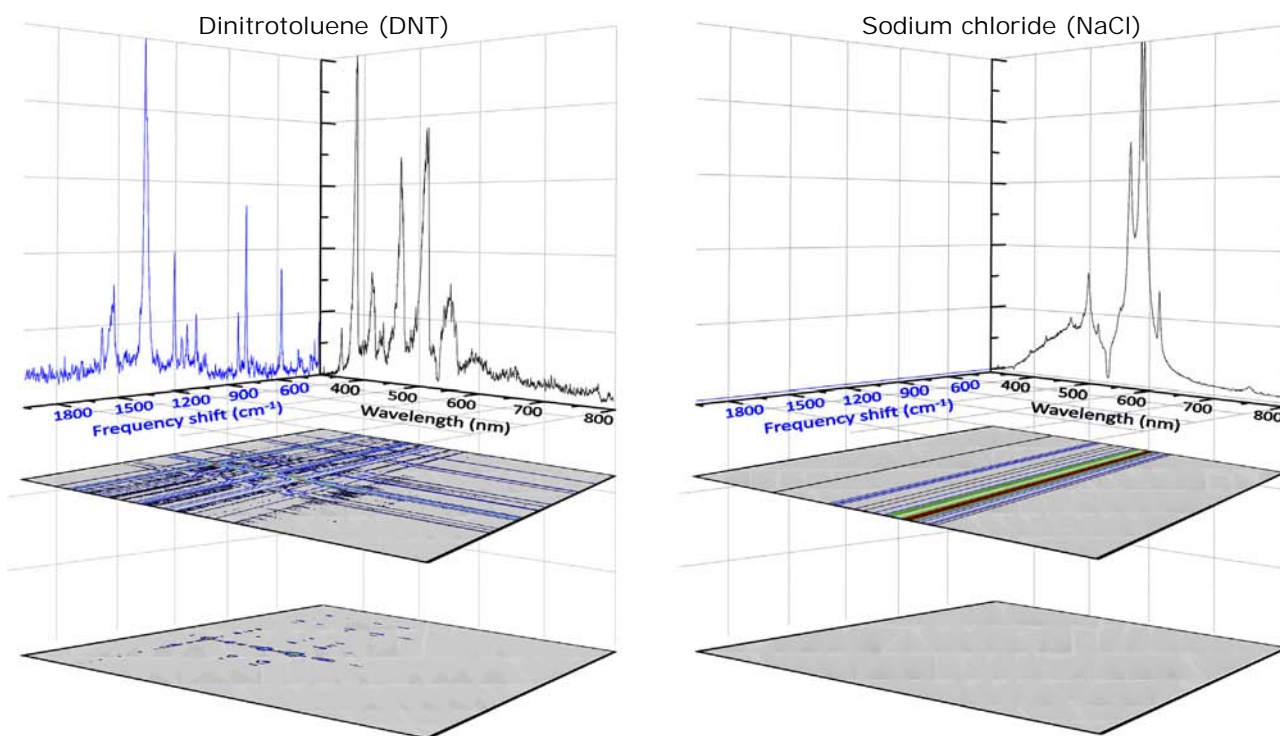 Dinitrotoluene (DNT)
1800 1500 1200 900 600
Frequency shift (cm⁻¹)
400 500 600 700 800
Wavelength (nm)
Sodium chloride (NaCl)
1800 1500 1200 900 600
Frequency shift (cm⁻¹)
400 500 600 700 800
Wavelength (nm)